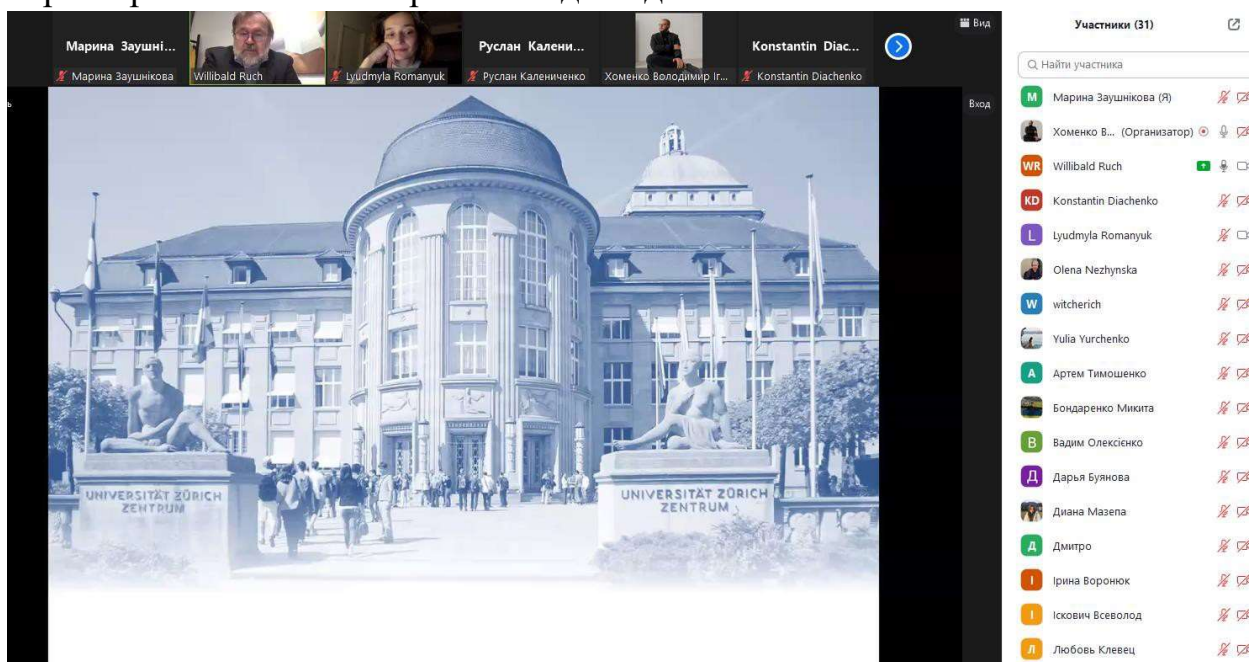 Марина Заушні...
Руслан Калени...
Konstantin Diac...
Марина Заушнікова
Willibald Ruch
Lyudmyla Romanyuk
Руслан Калениченко
Хоменко Володимир Іг...
Konstantin Diachenko
Вид
Вход
UNIVERSITÄT ZÜRICH
ZENTRUM
UNIVERSITÄT ZÜRICH
ZENTRUM
Участники (31)
Найти участника
М Марина Заушнікова (Я)
Хоменко В... (Организатор)
WR Willibald Ruch
KD Konstantin Diachenko
L Lyudmyla Romanyuk
Olena Nezhynska
W witcherich
Yulia Yurchenko
А Артем Тимошенко
Бондаренко Микита
В Вадим Олексієнко
Д Дарья Буянова
Диана Мазепа
Д Дмитро
І Ірина Воронюк
І Іскович Всеволод
Л Любовь Клевец